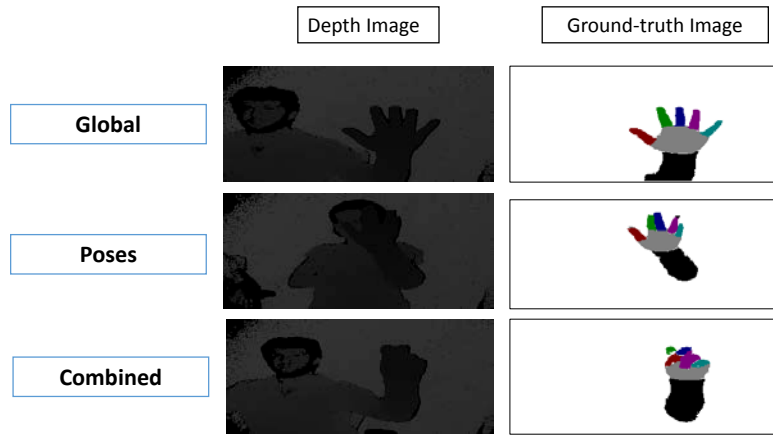 Depth Image
Ground-truth Image
Global
Poses
Combined